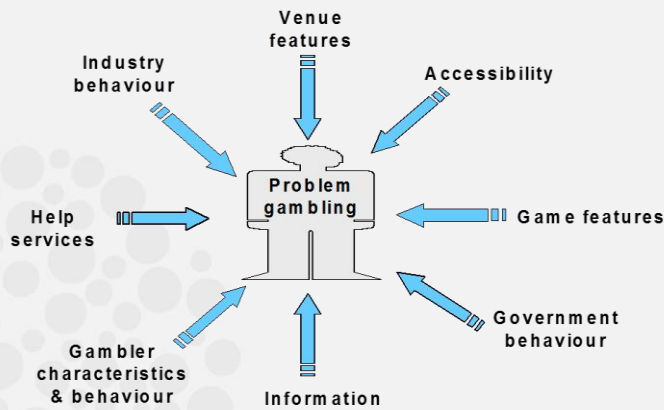 Venue
features
Industry
behaviour
Accessibility
Problem
gambling
Help
services
Game features
Government
behaviour
Gambler
characteristics
& behaviour
Information